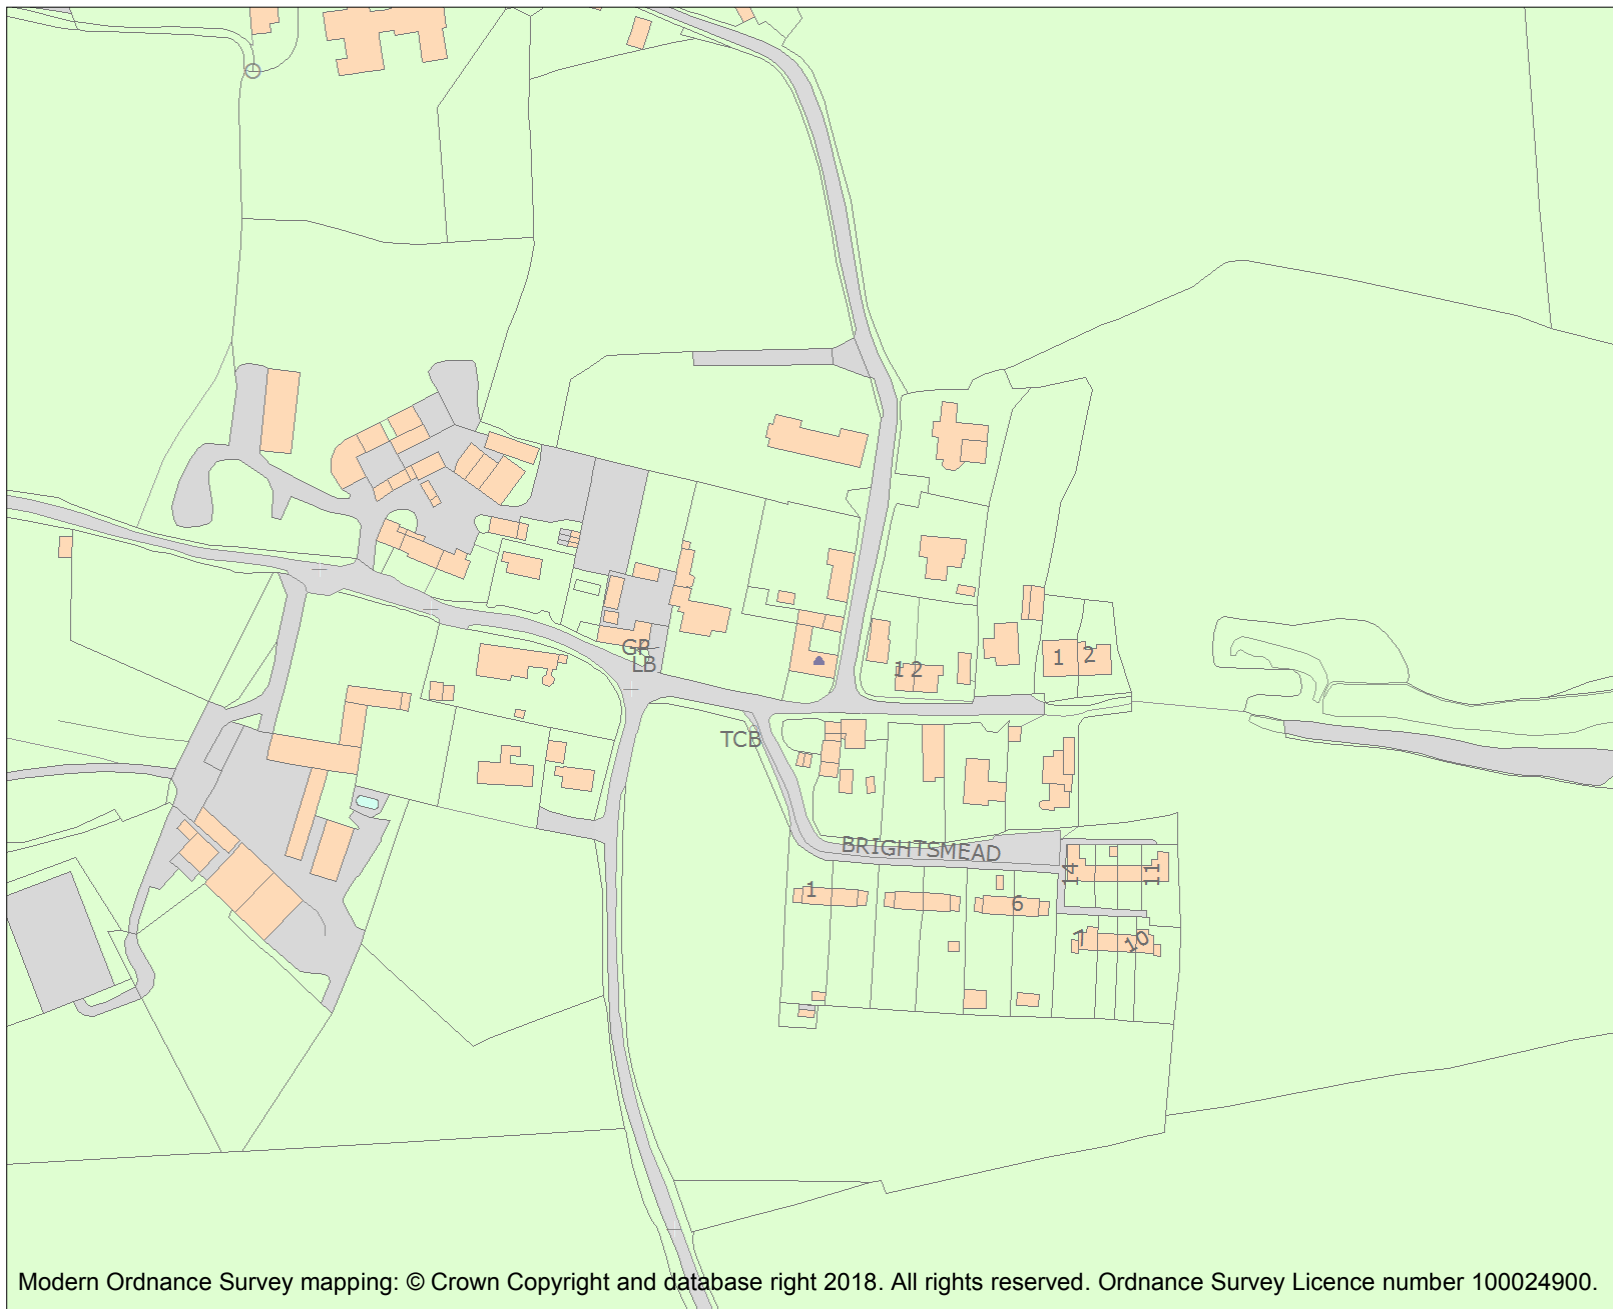 GP
LB
1 2
1 2
TCB
BRIGHTSMEAD
14
11
1
6
7
10
Modern Ordnance Survey mapping: © Crown Copyright and database right 2018. All rights reserved. Ordnance Survey Licence number 100024900.